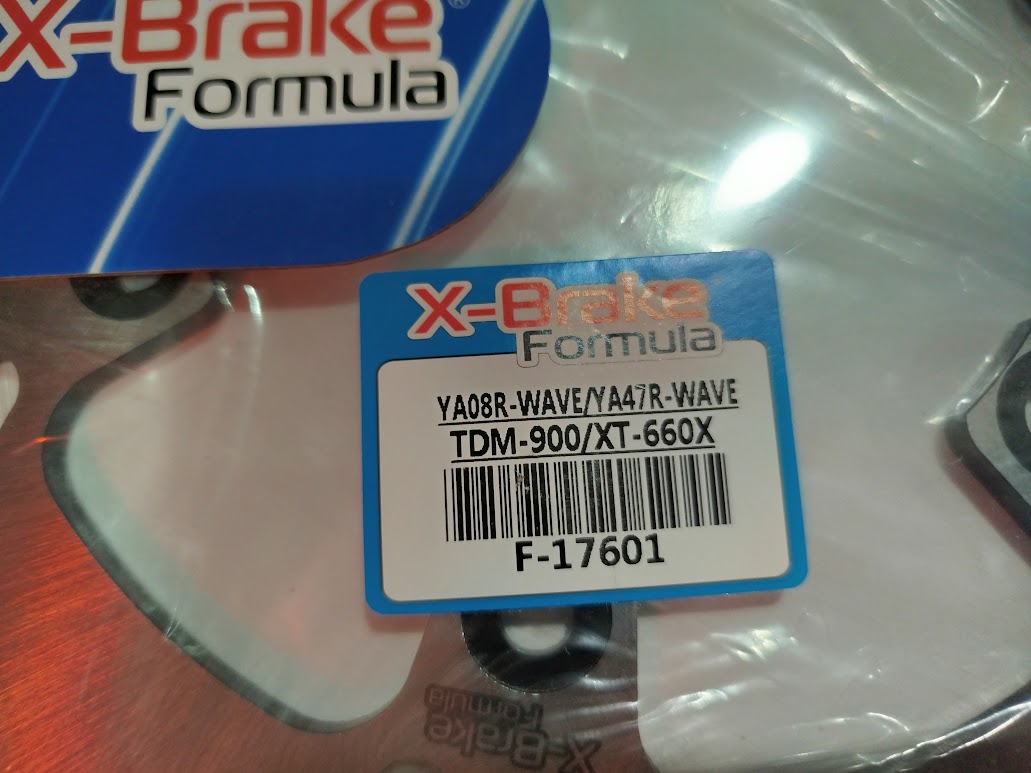 X-Brake®
Formula
X-Brake
Formula
YA08R-WAVE/YA47R-WAVE
TDM-900/XT-660X
F-17601
X-Brake
Formula